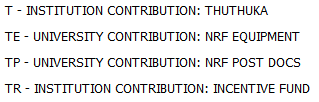 T - INSTITUTION CONTRIBUTION: THUTHUKA
TE - UNIVERSITY CONTRIBUTION: NRF EQUIPMENT
TP - UNIVERSITY CONTRIBUTION: NRF POST DOCS
TR - INSTITUTION CONTRIBUTION: INCENTIVE FUND